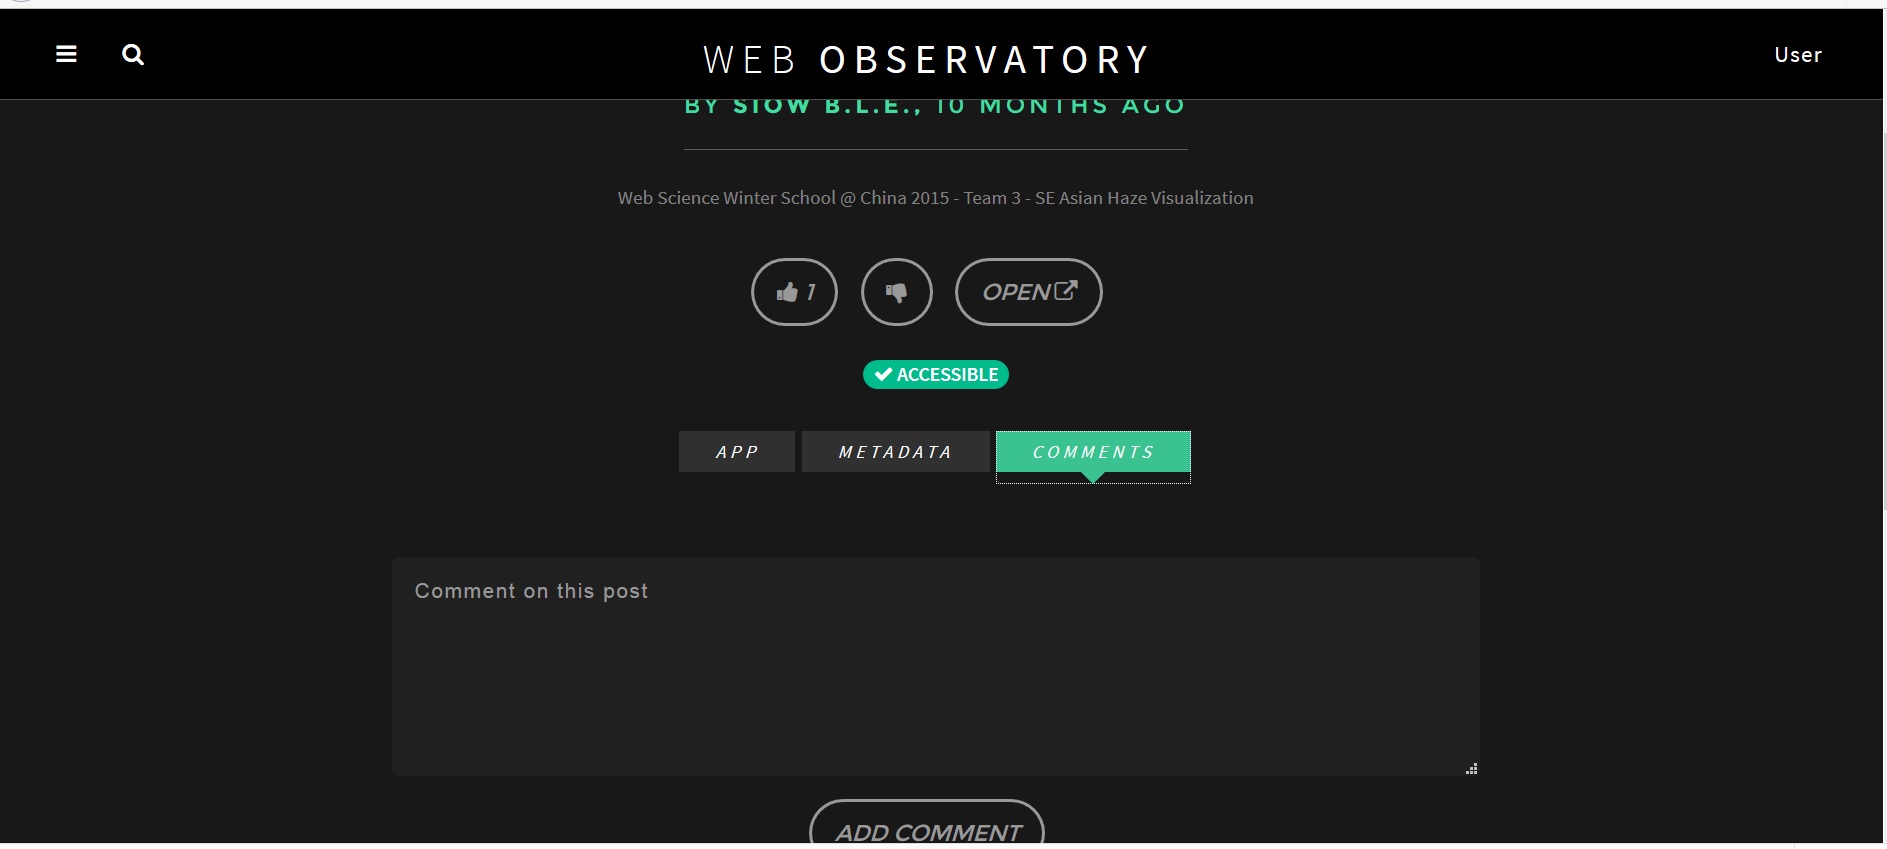 WEB OBSERVATORY
User
BY SIOW B.L.E., 10 MONTHS AGO
Web Science Winter School @ China 2015 - Team 3 - SE Asian Haze Visualization
1
OPEN
ACCESSIBLE
APP
METADATA
COMMENTS
Comment on this post
ADD COMMENT